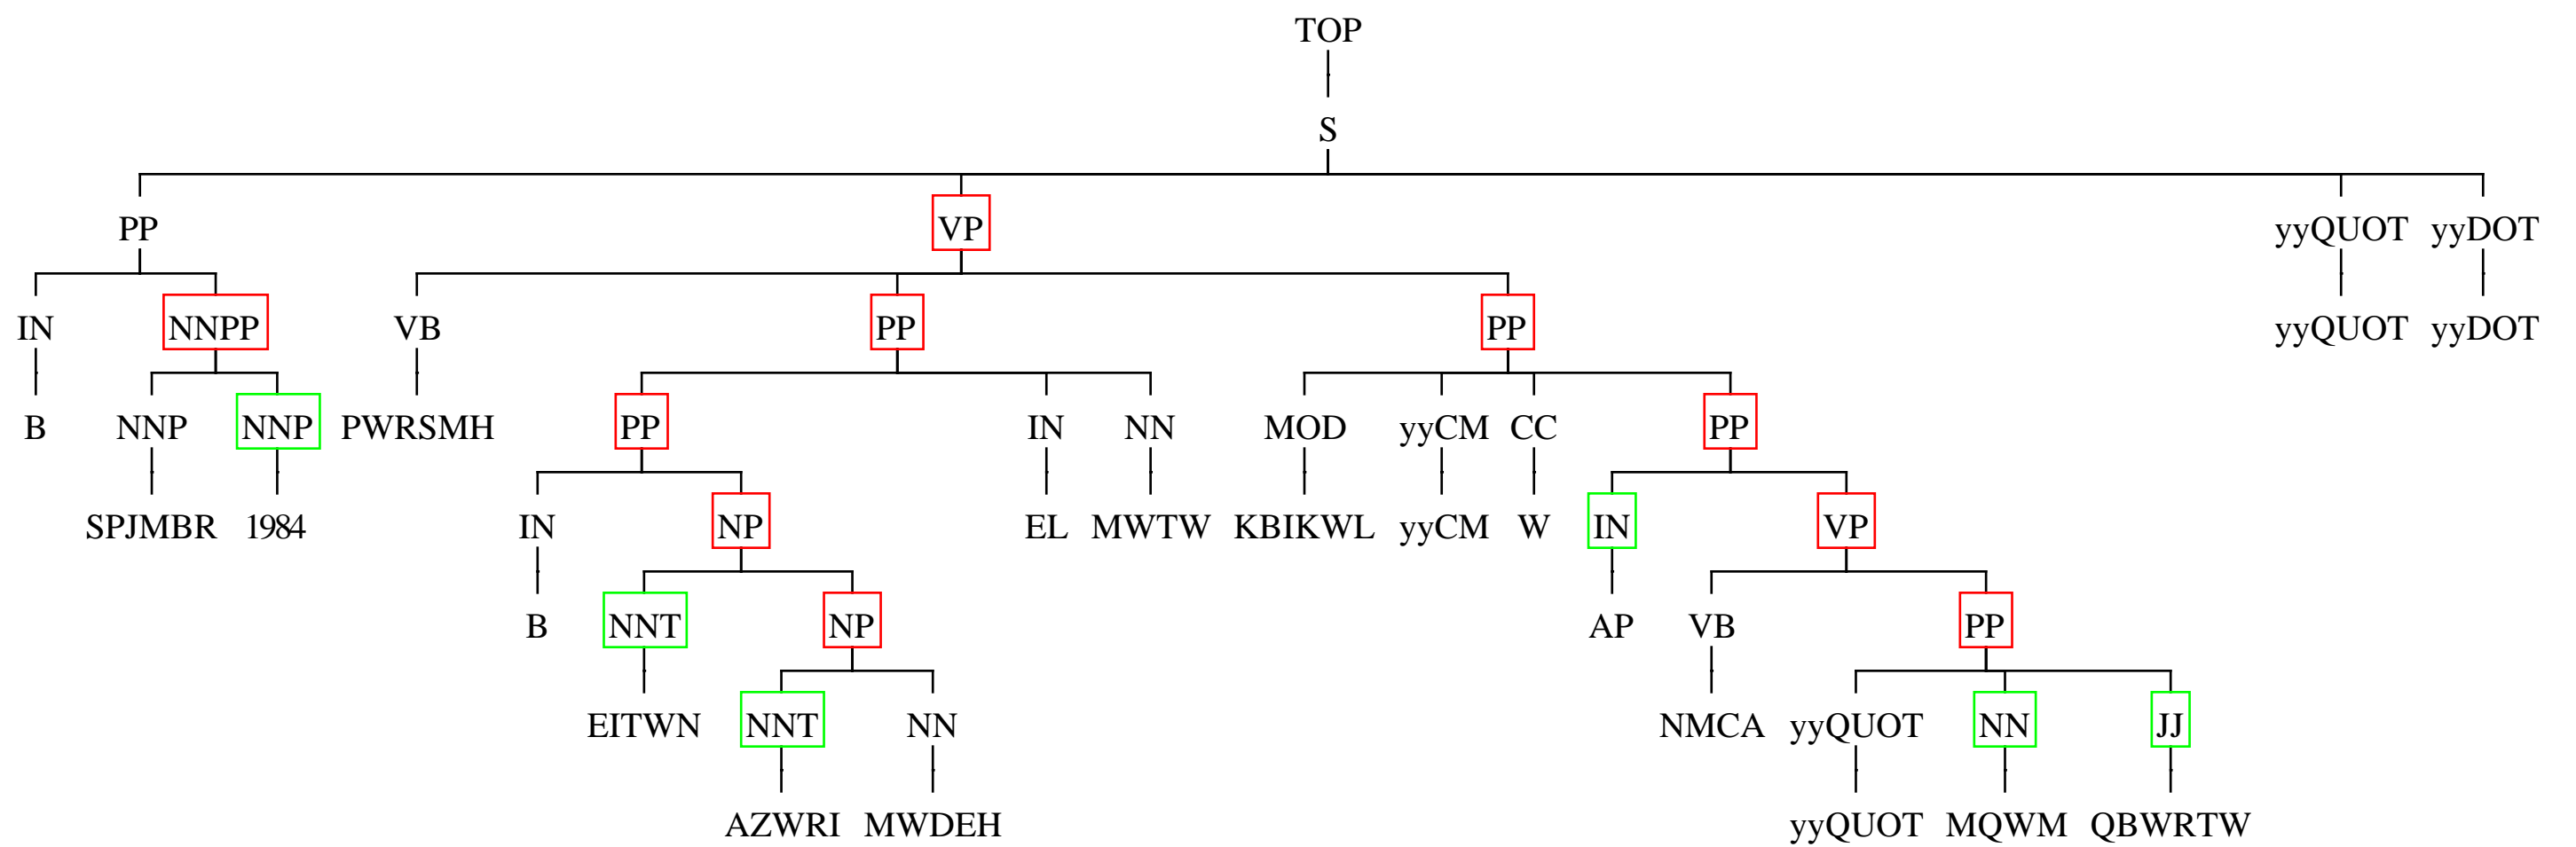 TOP
S
PP VP yyQUOT yyDOT
IN NNPP VB PP PP yyQUOT yyDOT
B NNP NNP PWRSMH PP IN NN MOD yyCM CC PP
SPJMBR 1984 IN NP EL MWTW KBIKWL yyCM W IN VP
B NNT NP AP VB PP
EITWN NNT NN NMCA yyQUOT NN JJ
AZWRI MWDEH yyQUOT MQWM QBWRTW